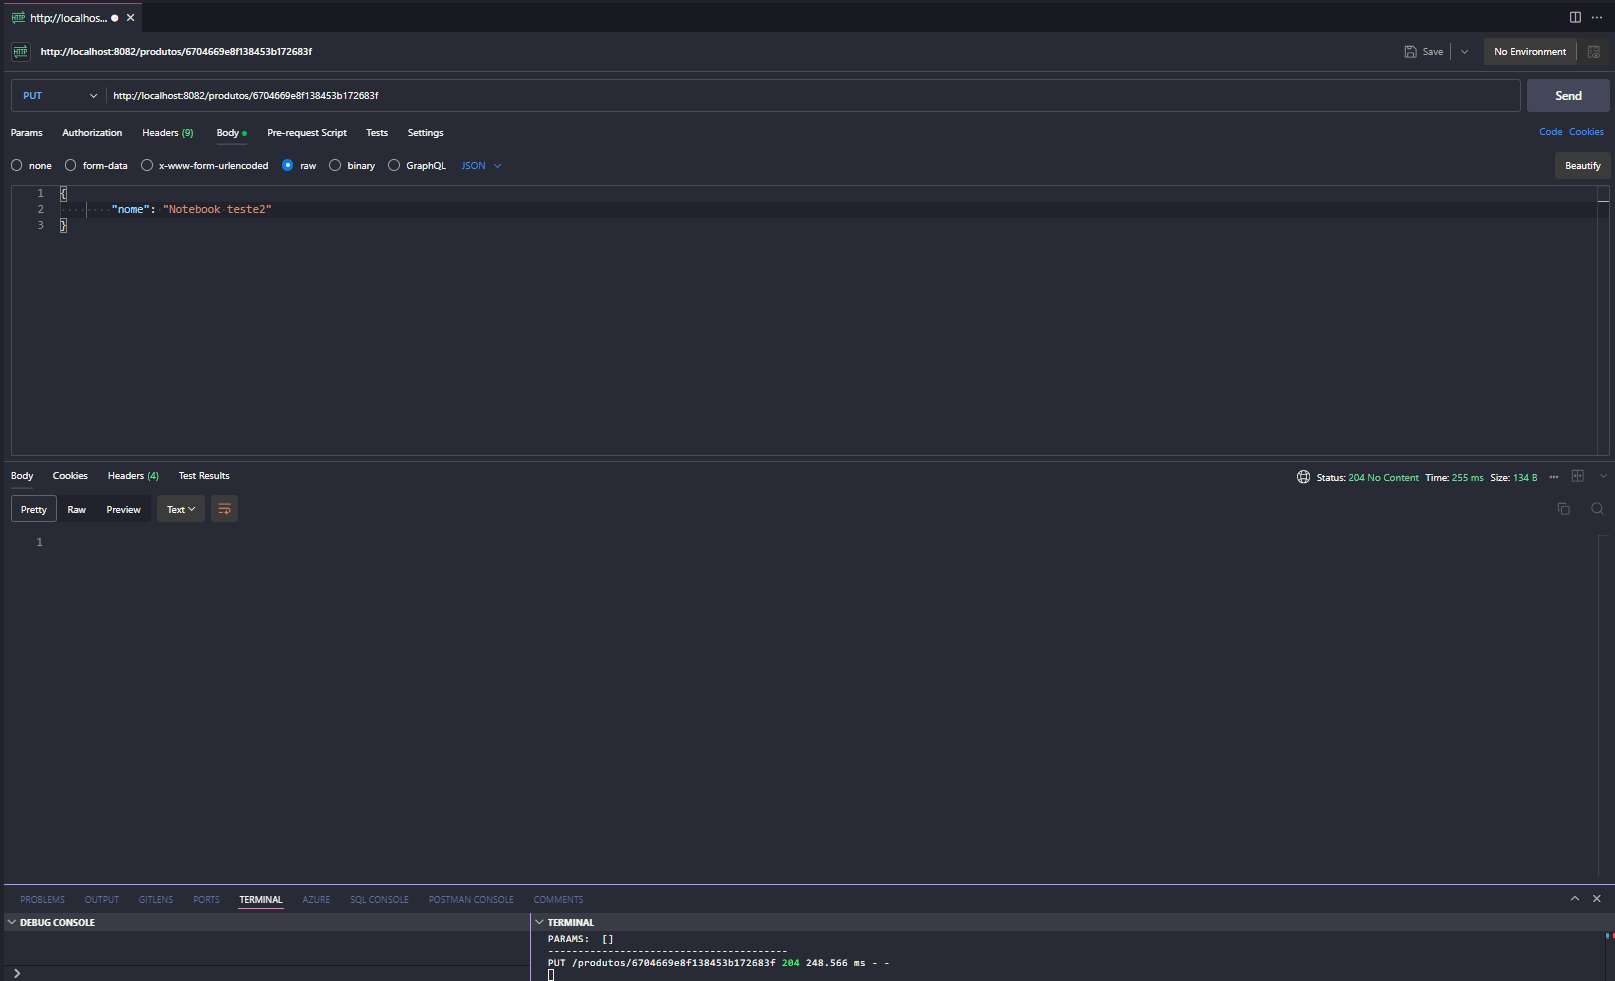 http://localhos...
http://localhost:8082/produtos/6704669e8f138453b172683f
Save
No Environment
PUT
http://localhost:8082/produtos/6704669e8f138453b172683f
Send
Params Authorization Headers (9) Body Pre-request Script Tests Settings
Code Cookies
none form-data x-www-form-urlencoded raw binary GraphQL JSON
Beautify
1 {
2 "nome": "Notebook teste2"
3 }
Body Cookies Headers (4) Test Results
Status: 204 No Content Time: 255 ms Size: 134 B
Pretty Raw Preview Text
1
PROBLEMS OUTPUT GITLENS PORTS TERMINAL AZURE SQL CONSOLE POSTMAN CONSOLE COMMENTS
DEBUG CONSOLE
TERMINAL
PARAMS: []
----------------------------------------
PUT /produtos/6704669e8f138453b172683f 204 248.566 ms - -